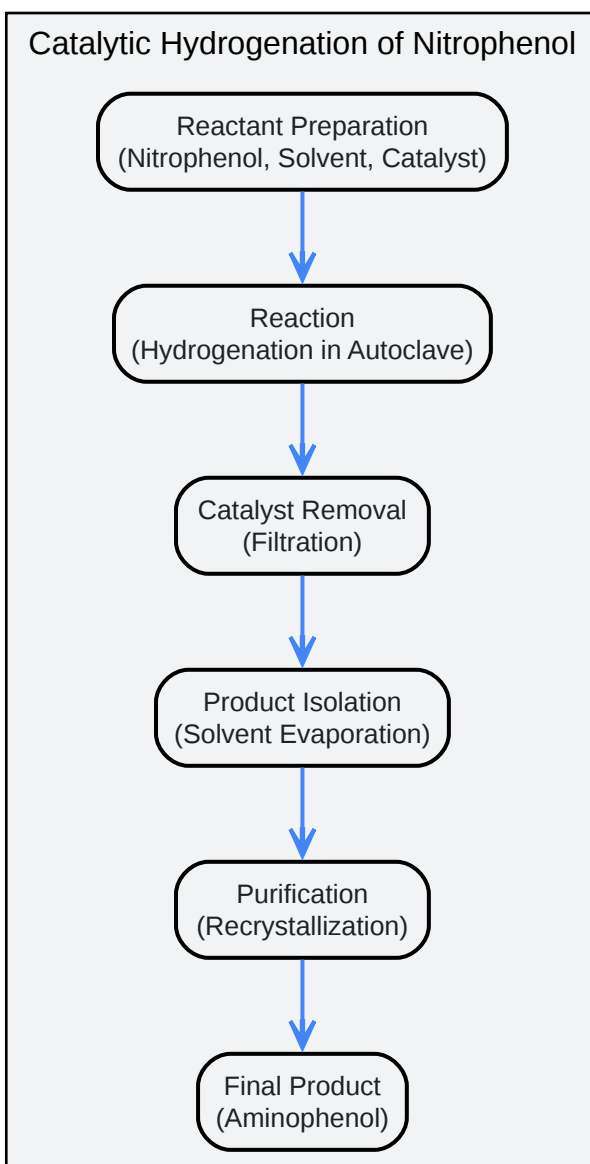 Catalytic Hydrogenation of Nitrophenol
Reactant Preparation
(Nitrophenol, Solvent, Catalyst)
Reaction
(Hydrogenation in Autoclave)
Catalyst Removal
(Filtration)
Product Isolation
(Solvent Evaporation)
Purification
(Recrystallization)
Final Product
(Aminophenol)